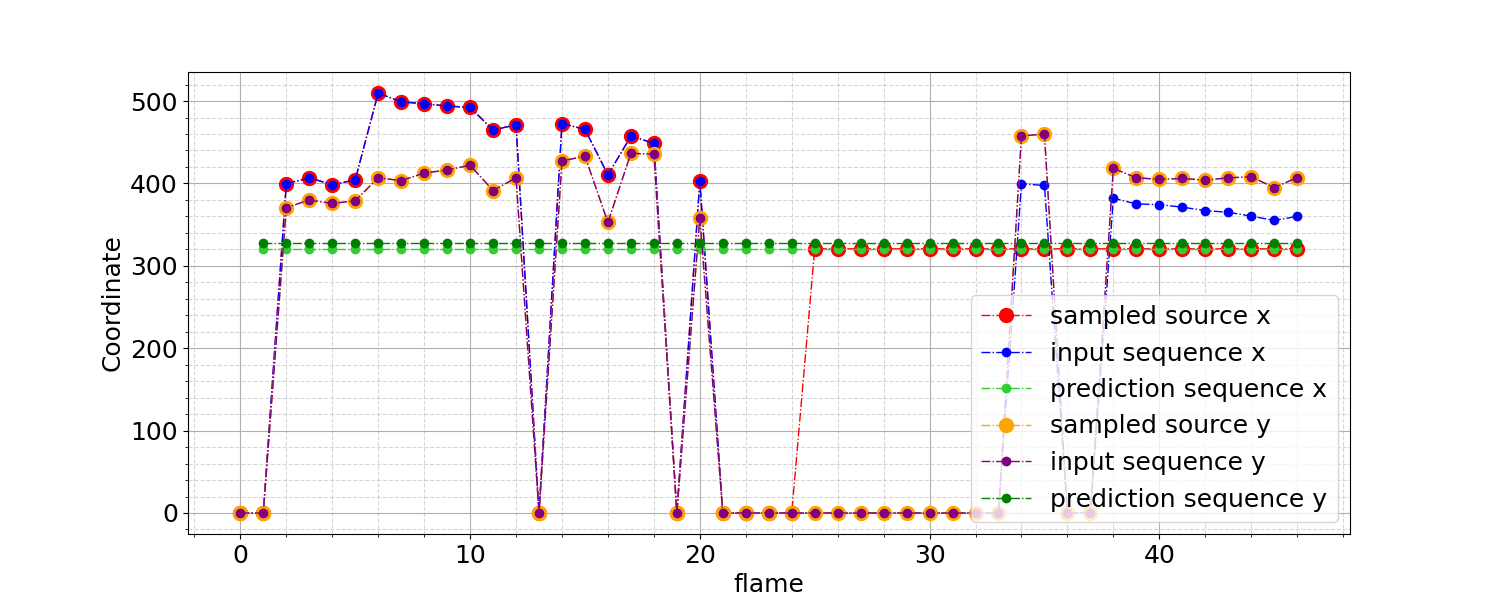 500
400
300
200
100
0
Coordinate
0 10 20 30 40
flame
sampled source x
input sequence x
prediction sequence x
sampled source y
input sequence y
prediction sequence y